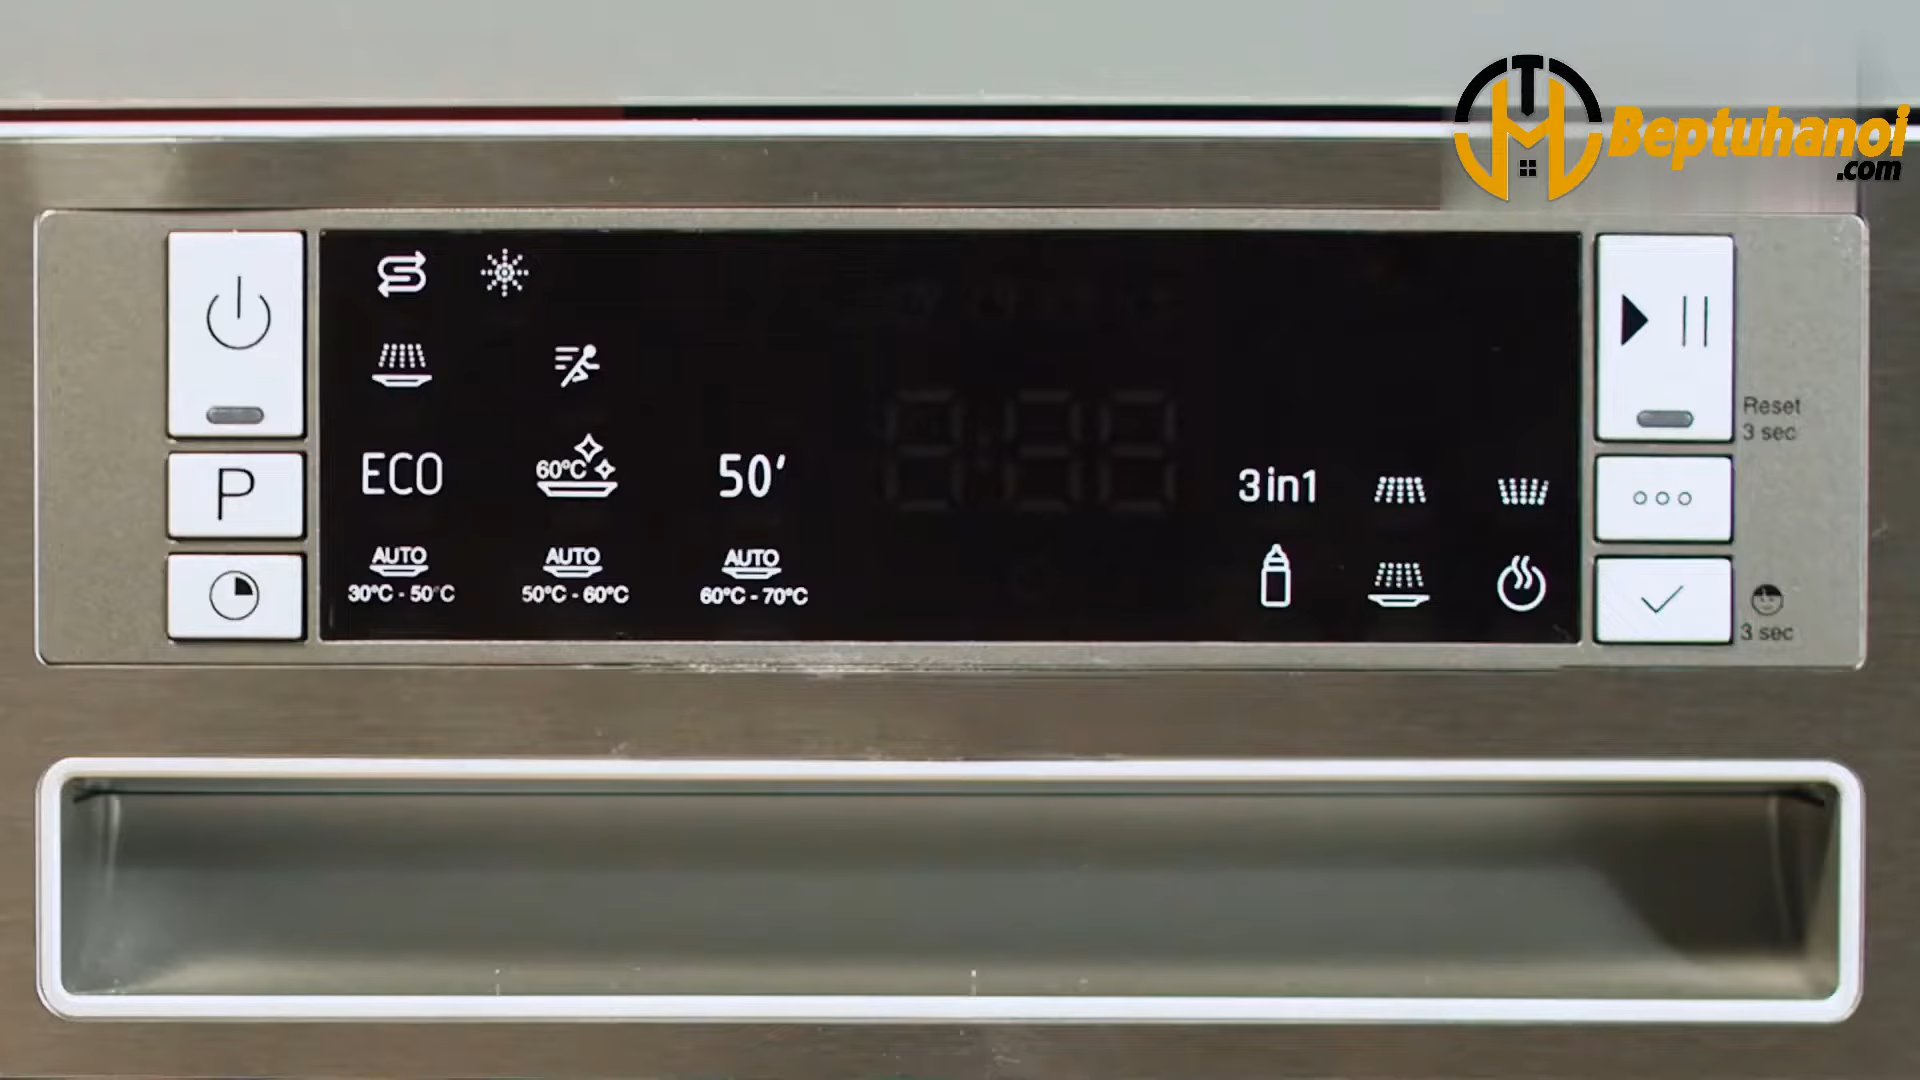 Beptuhanoi
.com
Reset
3 sec
P
ECO
60°C
50'
3in1
AUTO
30°C - 50°C
AUTO
50°C - 60°C
AUTO
60°C - 70°C
3 sec